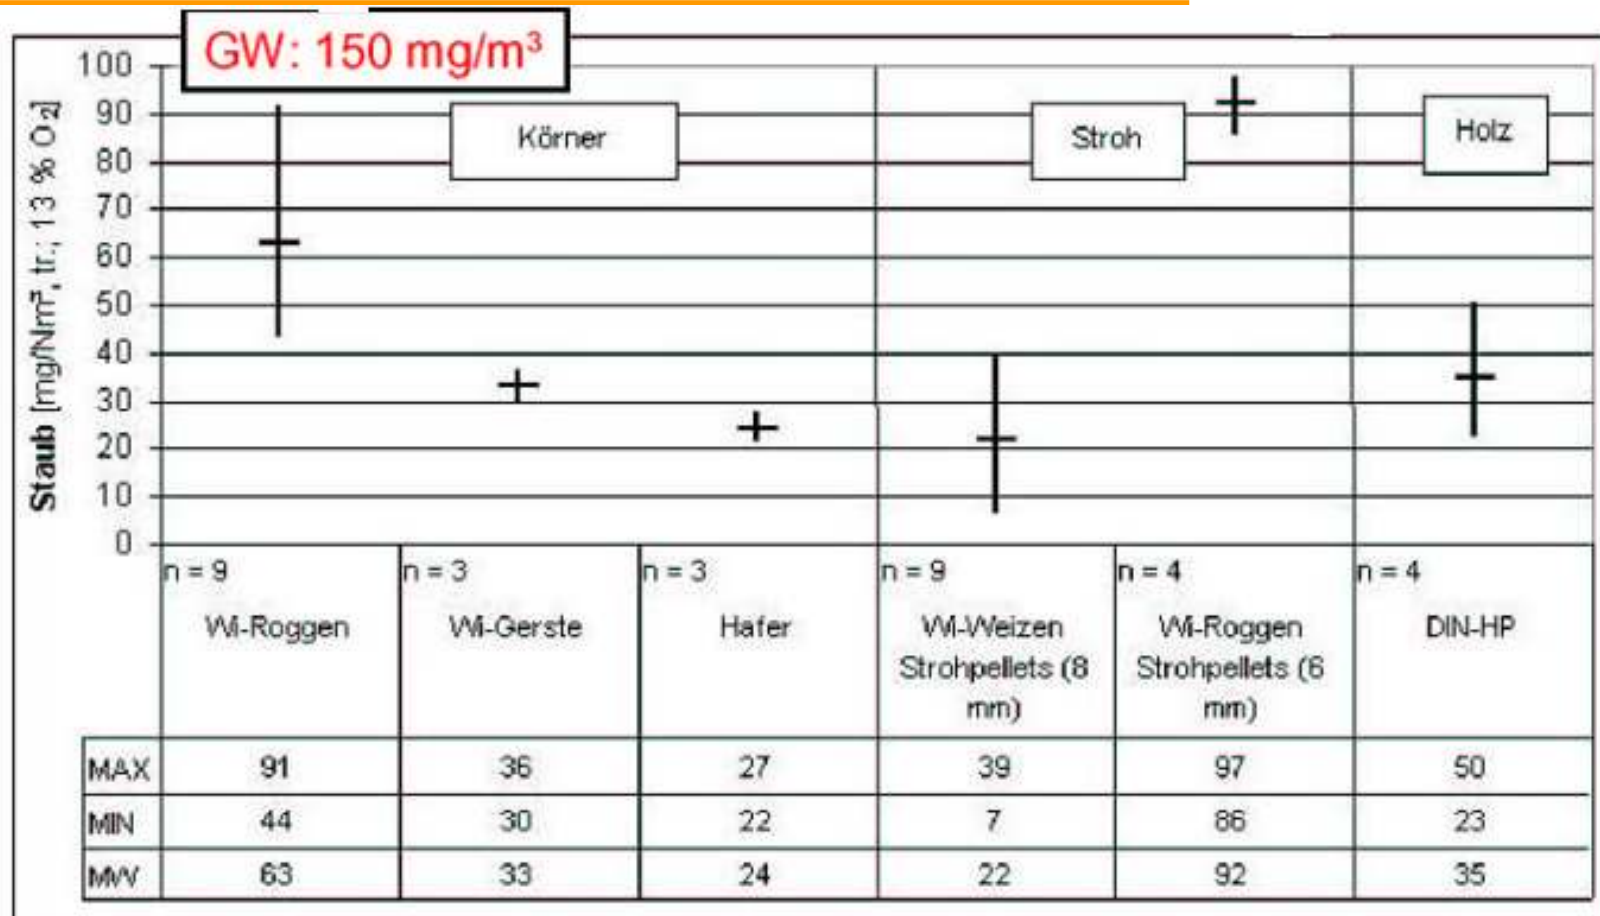 GW: 150 mg/m³
Staub [mg/Nm³, tr.; 13 % O2]
100
90
80
70
60
50
40
30
20
10
0
Körner
Stroh
Holz
n = 9
n = 3
n = 3
n = 9
n = 4
n = 4
Wi-Roggen
Wi-Gerste
Hafer
Wi-Weizen
Strohpellets (8
mm)
Wi-Roggen
Strohpellets (6
mm)
DIN-HP
MAX 91 36 27 39 97 50
MIN 44 30 22 7 86 23
MW 63 33 24 22 92 35